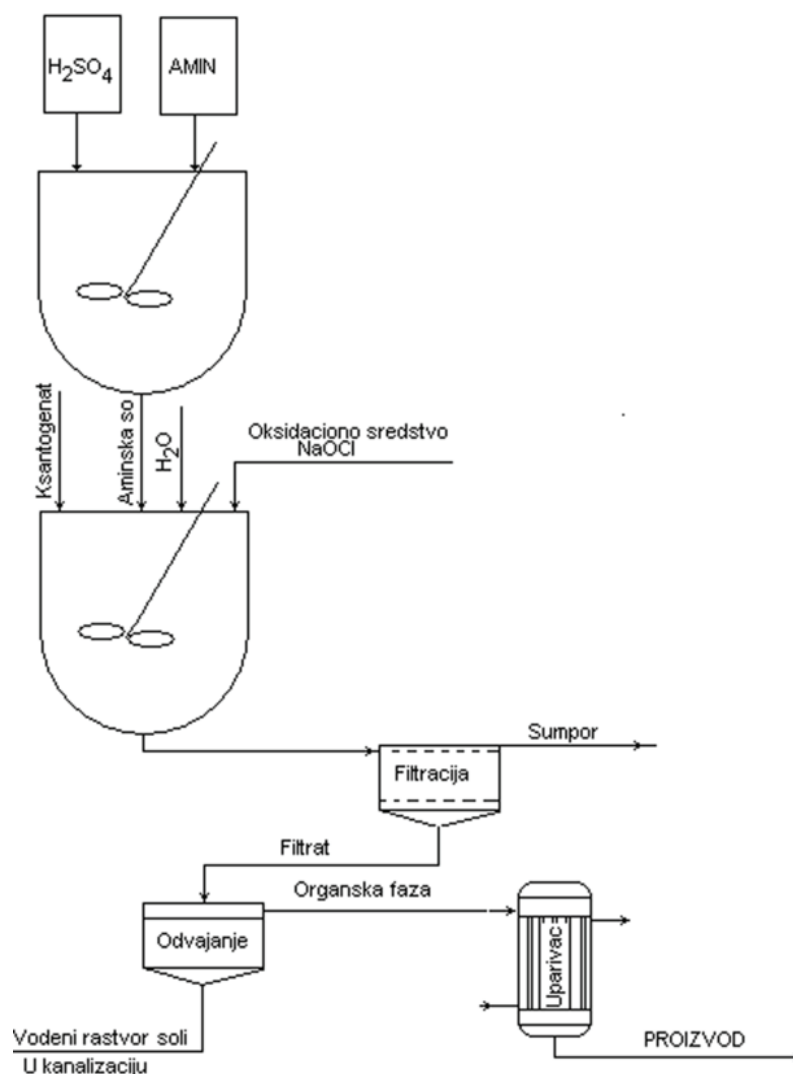 H₂SO₄
AMIN
Ksantogenat
Aminska so
H₂O
Oksidaciono sredstvo
NaOCl
Sumpor
Filtracija
Filtrat
Organska faza
Odvajanje
Uparivac
Vodeni rastvor soli
U kanalizaciju
PROIZVOD